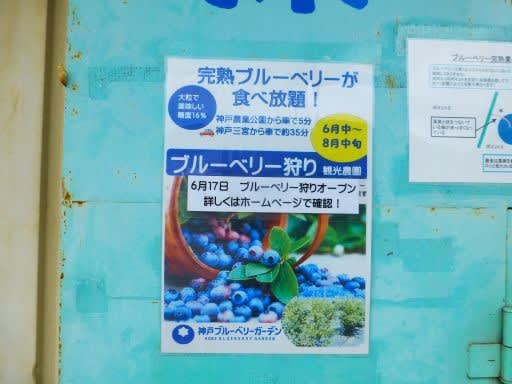 完熟ブルーベリーが
食べ放題！
大粒で
美味しい
糖度16%
神戸農業公園から車で5分
神戸三宮から車で約35分
6月中～
8月中旬
ブルーベリー狩り 観光農園
6月17日 ブルーベリー狩りオープン
詳しくはホームページで確認！
神戸ブルーベリーガーデン
KOBE BLUEBERRY GARDEN
ブルーベリー完熟果